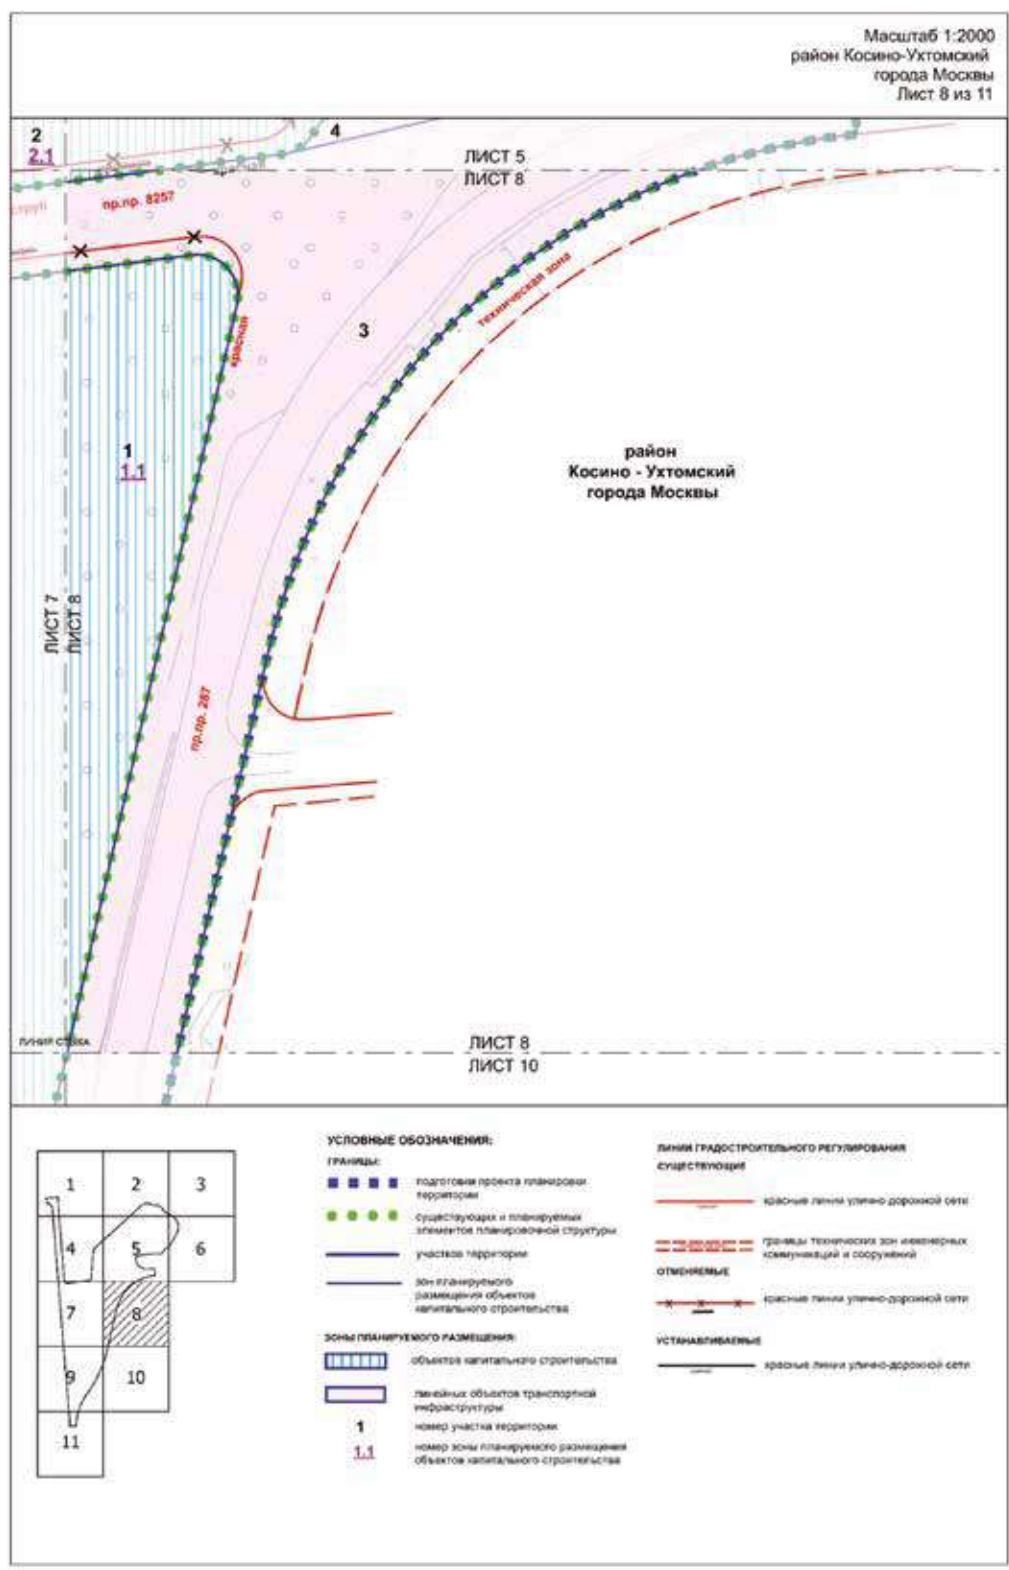 Масштаб 1:2000
район Косино-Ухтомский
города Москвы
Лист 8 из 11
2
2.1
4
ЛИСТ 5
ЛИСТ 8
пр.пр. 8257
3
техническая зона
красная
1
1.1
район
Косино - Ухтомский
города Москвы
ЛИСТ 7
ЛИСТ 8
пр.пр. 287
ЛИНИЯ
ЛИСТ 8
ЛИСТ 10
1
2
3
4
5
6
7
8
9
10
11
УСЛОВНЫЕ ОБОЗНАЧЕНИЯ:
ГРАНИЦЫ:
подготовки проекта планировки
территории
существующих и планируемых
элементов планировочной структуры
участков территории
зон планируемого
размещения объектов
капитального строительства
ЗОНЫ ПЛАНИРУЕМОГО РАЗМЕЩЕНИЯ:
объектов капитального строительства
линейных объектов транспортной
инфраструктуры
1
номер участка территории
1.1
номер зоны планируемого размещения
объектов капитального строительства
ЛИНИИ ГРАДОСТРОИТЕЛЬНОГО РЕГУЛИРОВАНИЯ
СУЩЕСТВУЮЩИЕ
красные линии улично-дорожной сети
границы технических зон инженерных
коммуникаций и сооружений
ОТМЕНЯЕМЫЕ
красные линии улично-дорожной сети
УСТАНАВЛИВАЕМЫЕ
красные линии улично-дорожной сети